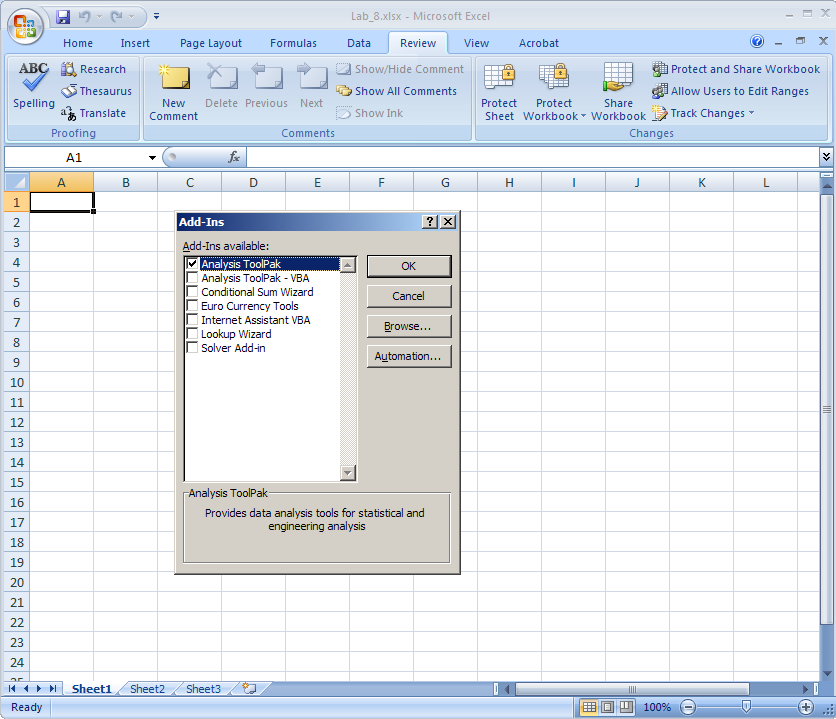 Lab_8.xlsx - Microsoft Excel
Home Insert Page Layout Formulas Data Review View Acrobat
ABC
Spelling
Research
Thesaurus
Translate
Proofing
New
Comment
Delete
Previous
Next
Show/Hide Comment
Show All Comments
Show Ink
Comments
Protect
Sheet
Protect
Workbook
Share
Workbook
Protect and Share Workbook
Allow Users to Edit Ranges
Track Changes
Changes
A1
fx
A B C D E F G H I J K L
1
2
3
4
5
6
7
8
9
10
11
12
13
14
15
16
17
18
19
20
21
22
23
24
25
Add-Ins
Add-Ins available:
Analysis ToolPak
Analysis ToolPak - VBA
Conditional Sum Wizard
Euro Currency Tools
Internet Assistant VBA
Lookup Wizard
Solver Add-in
OK
Cancel
Browse...
Automation...
Analysis ToolPak
Provides data analysis tools for statistical and
engineering analysis
Sheet1 Sheet2 Sheet3
Ready
100%